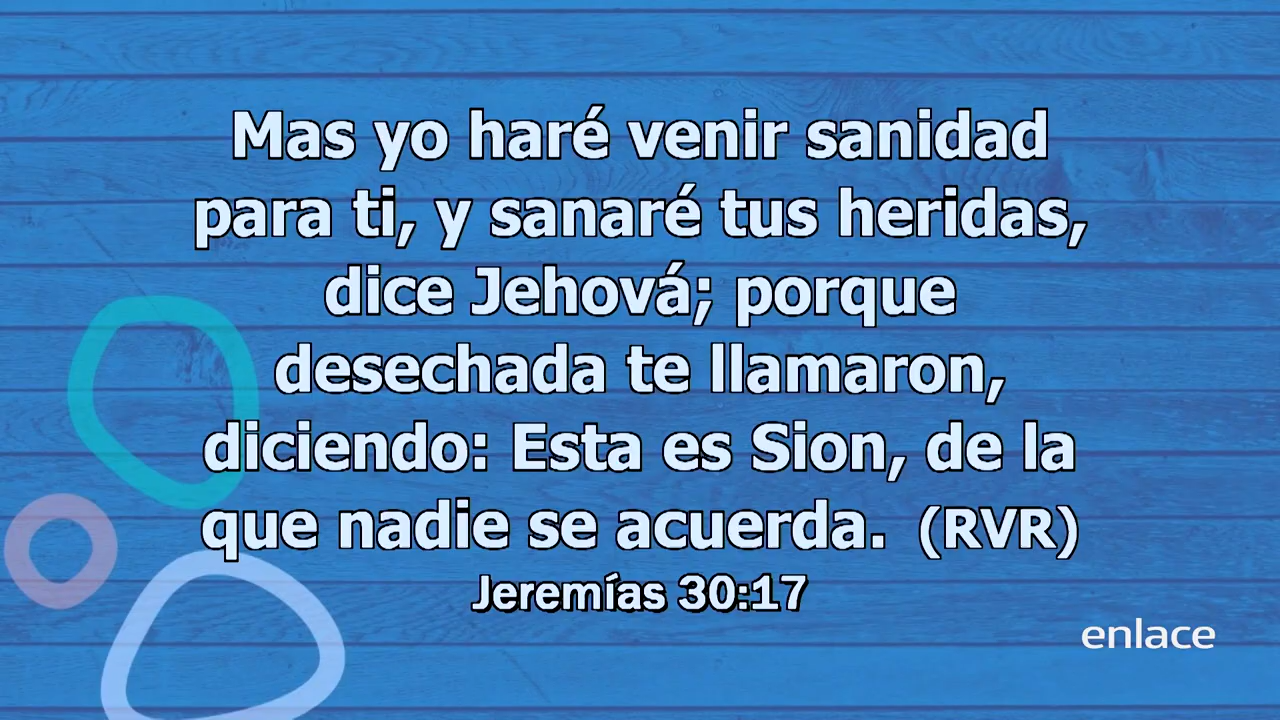 Mas yo haré venir sanidad
para ti, y sanaré tus heridas,
dice Jehová; porque
desechada te llamaron,
diciendo: Esta es Sion, de la
que nadie se acuerda. (RVR)
Jeremías 30:17
enlace